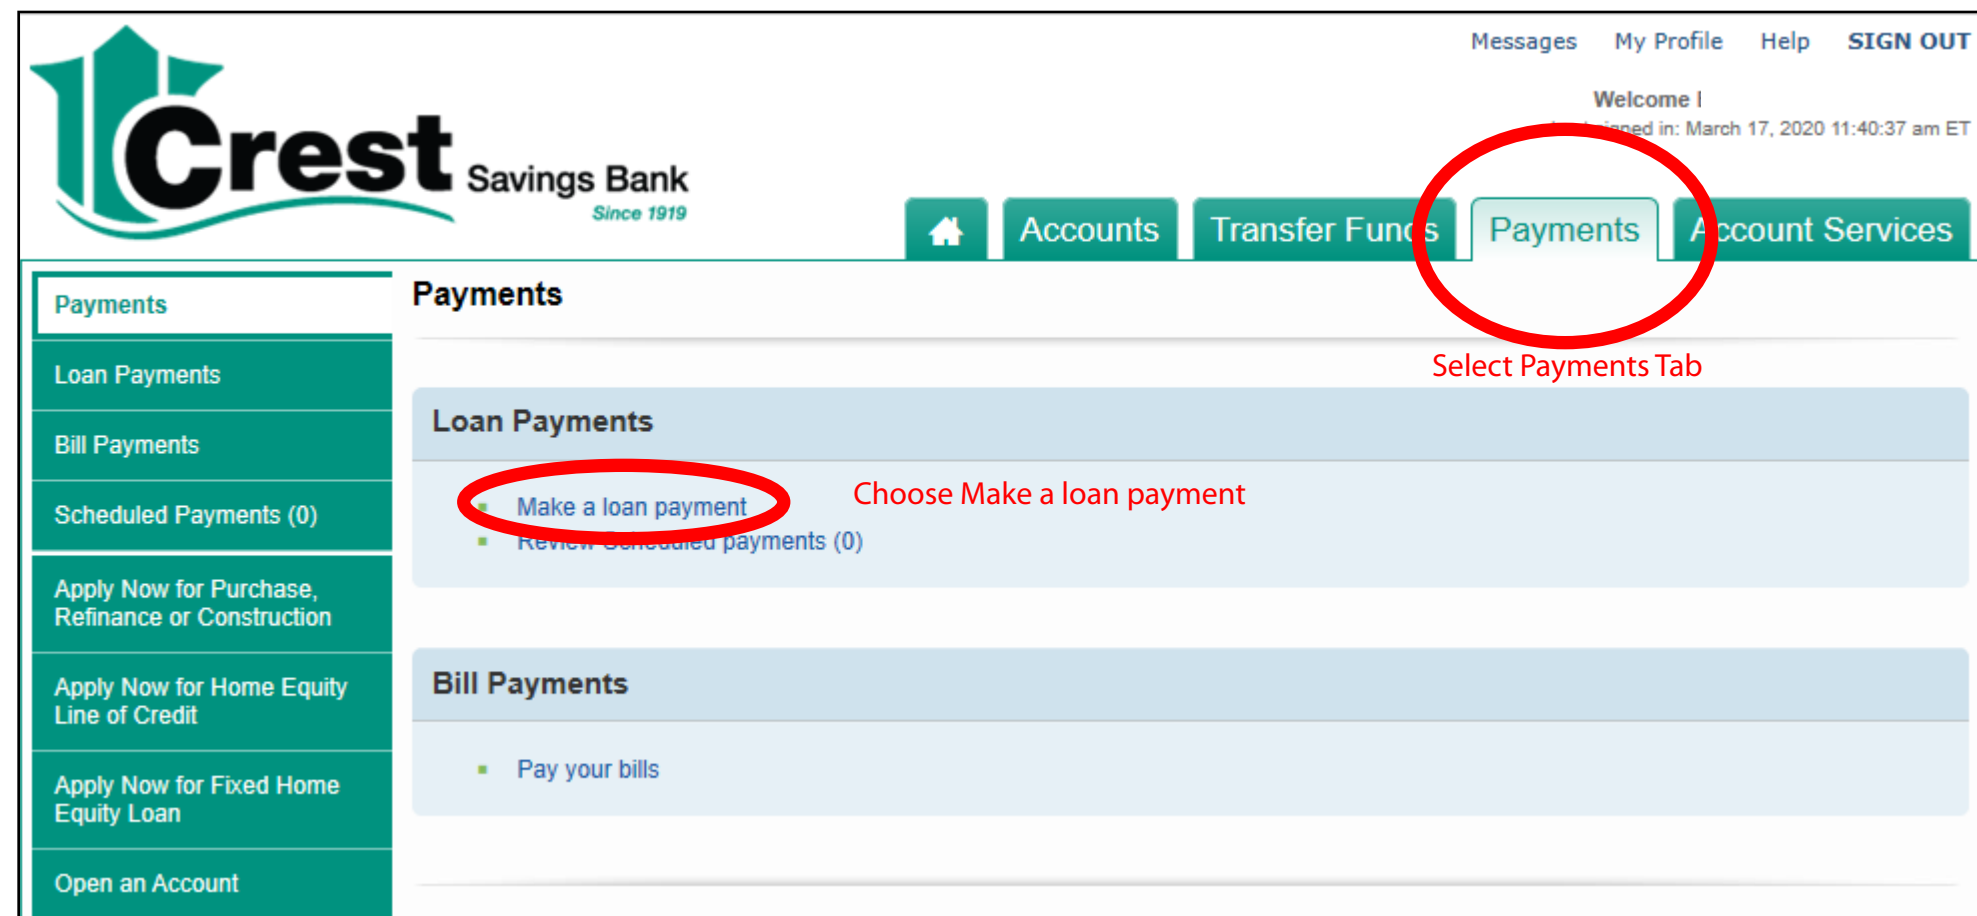 Messages My Profile Help SIGN OUT
Welcome
in: March 17, 2020 11:40:37 am ET
Crest Savings Bank
Since 1919
Accounts Transfer Funds Payments Account Services
Payments
Loan Payments
Bill Payments
Scheduled Payments (0)
Apply Now for Purchase,
Refinance or Construction
Apply Now for Home Equity
Line of Credit
Apply Now for Fixed Home
Equity Loan
Open an Account
Payments
Select Payments Tab
Loan Payments
Make a loan payment
Choose Make a loan payment
Review Scheduled payments (0)
Bill Payments
Pay your bills